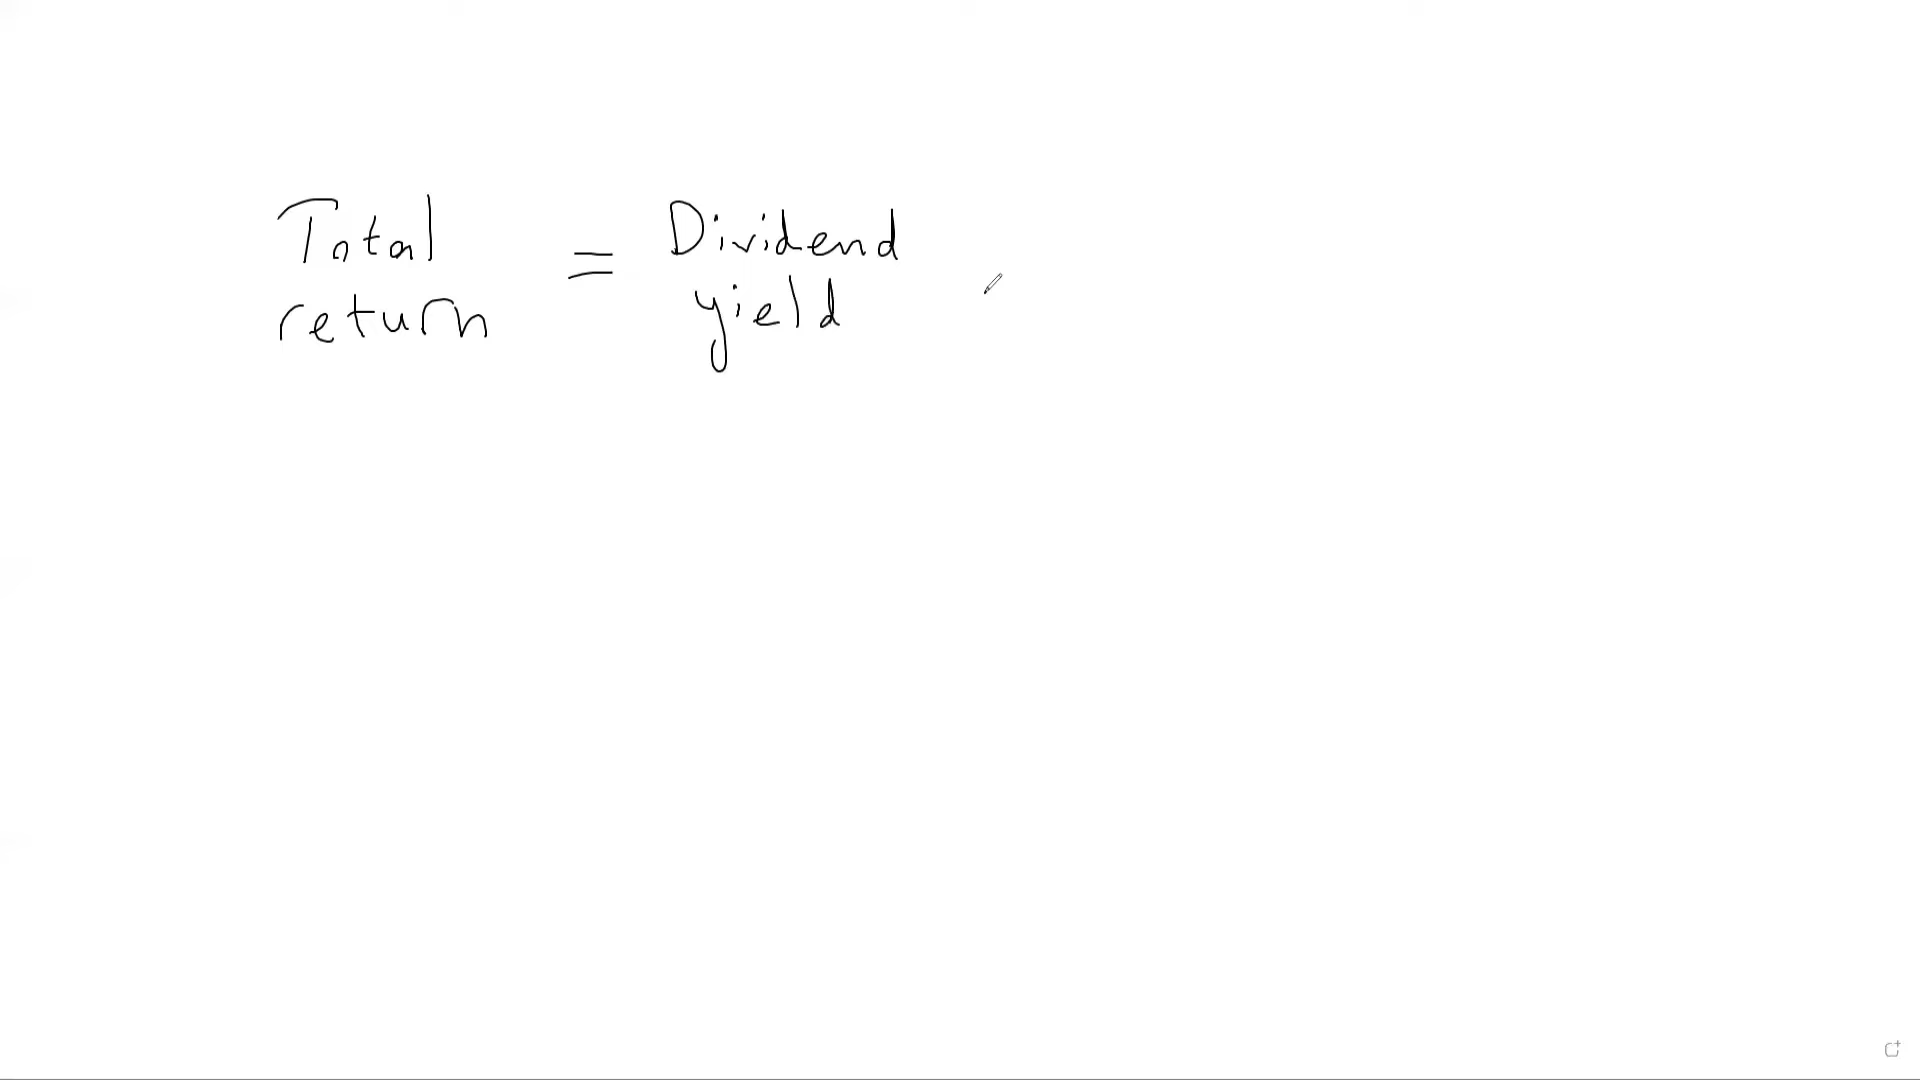 Total return = Dividend yield